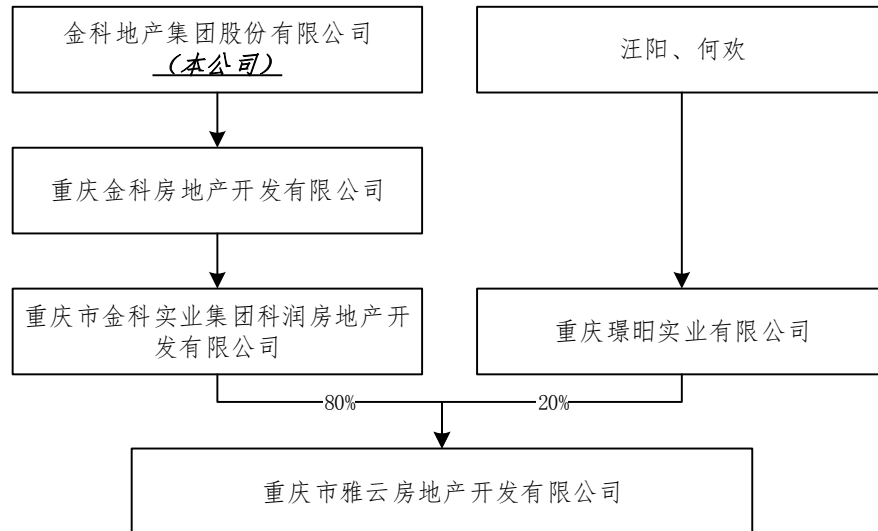 金科地产集团股份有限公司
（本公司）
汪阳、何欢
重庆金科房地产开发有限公司
重庆市金科实业集团科润房地产开
发有限公司
重庆璟昭实业有限公司
80%
20%
重庆市雅云房地产开发有限公司